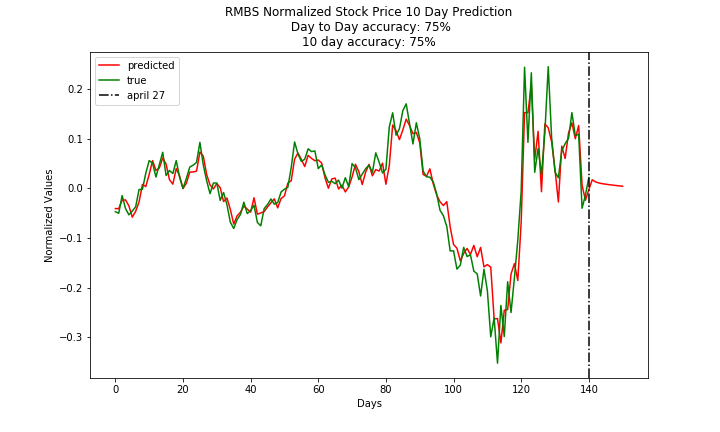 RMBS Normalized Stock Price 10 Day Prediction
Day to Day accuracy: 75%
10 day accuracy: 75%
predicted
true
april 27
Normalized Values
0.2
0.1
0.0
−0.1
−0.2
−0.3
0
20
40
60
80
100
120
140
Days